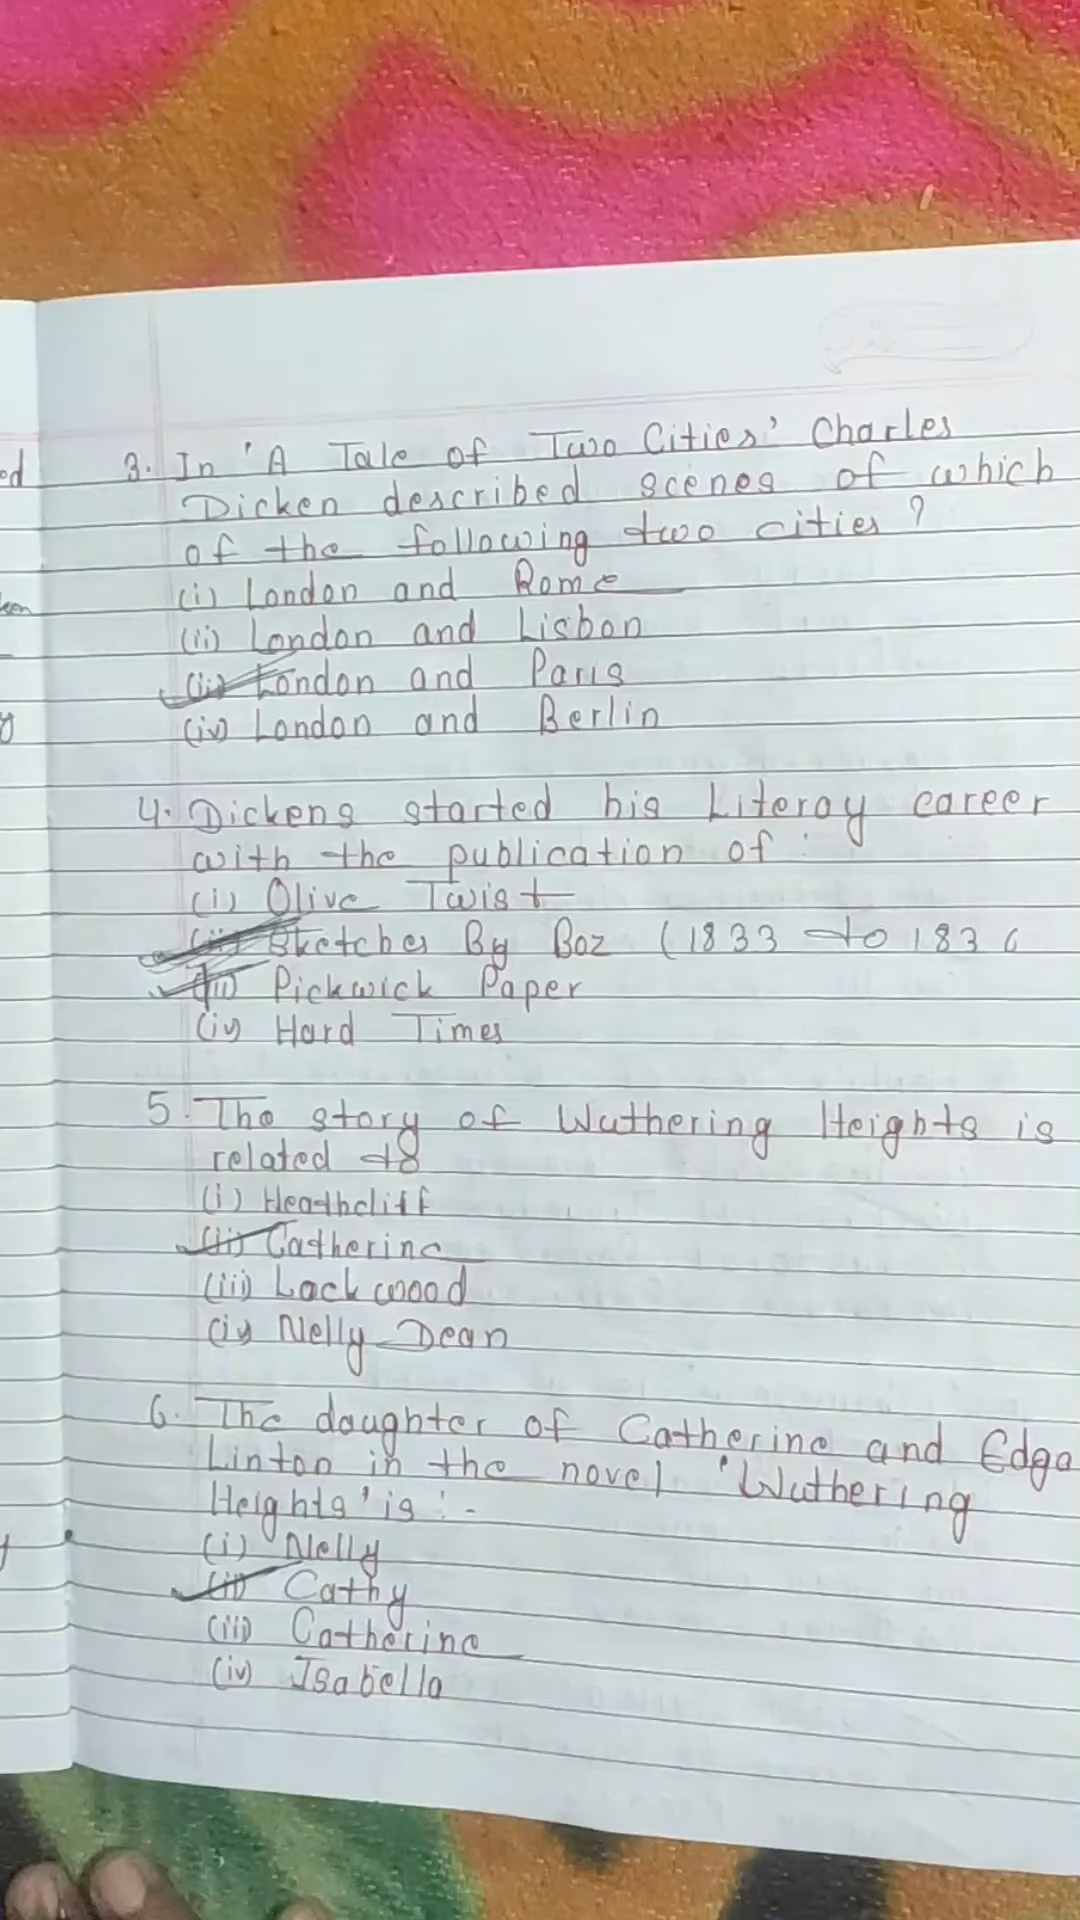 ed
3. In 'A Tale of Two Cities' Charles
Dicken described scenes of which
of the following two cities?
(i) London and Rome
(ii) London and Lisbon
(iii) London and Paris
(iv) London and Berlin
4. Dickens started his Literay career
with the publication of :
(i) Olive Twist
(ii) Sketches By Boz (1833 to 183
(iii) Pickwick Paper
(iv) Hard Times
5. The story of Wuthering Heights is
related to
(i) Heathcliff
(ii) Catherine
(iii) Lockwood
(iv) Nelly Dean
6. The daughter of Catherine and Edga
Linton in the novel 'Wuthering
Heights' is :-
(i) Nelly
(ii) Cathy
(iii) Catherine
(iv) Isabella